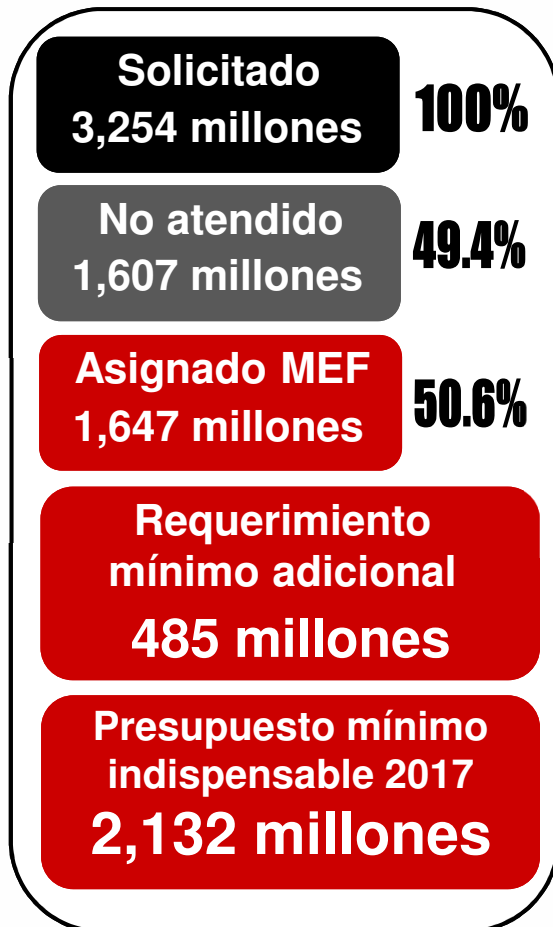 Solicitado
3,254 millones
100%
No atendido
1,607 millones
49.4%
Asignado MEF
1,647 millones
50.6%
Requerimiento
mínimo adicional
485 millones
Presupuesto mínimo
indispensable 2017
2,132 millones